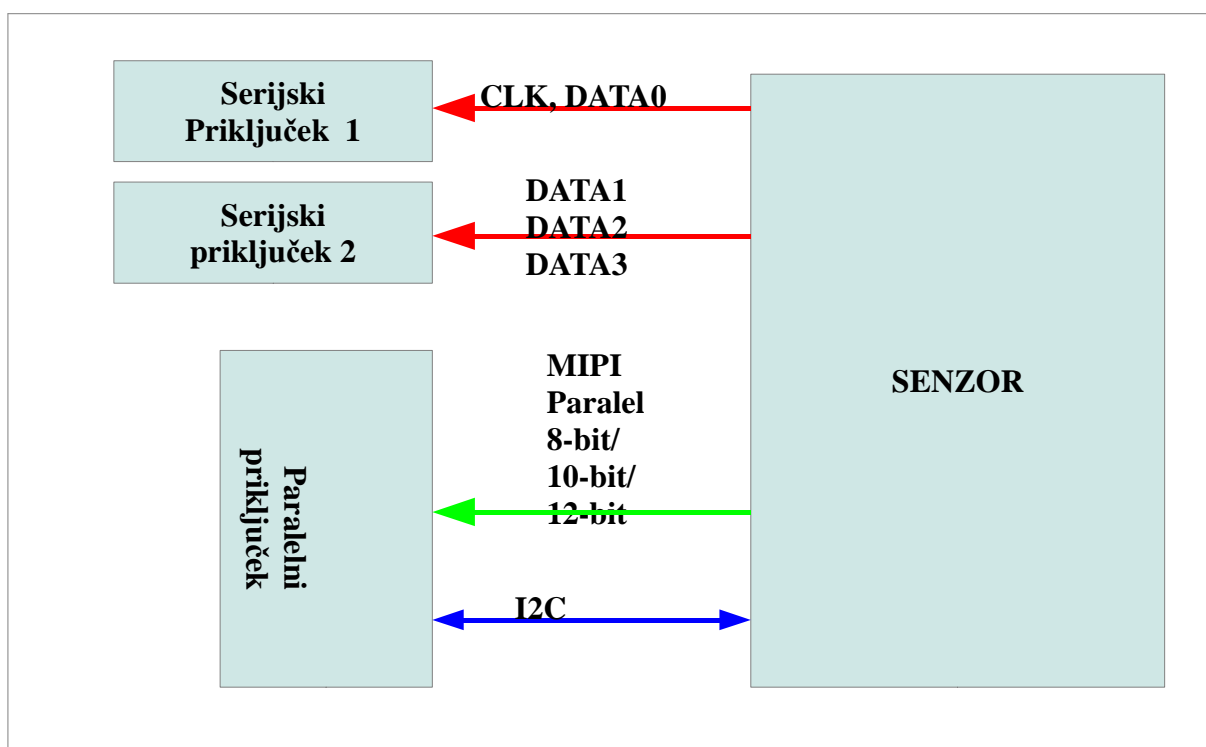 Serijski
Priključek 1
CLK, DATA0
Serijski
priključek 2
DATA1
DATA2
DATA3
MIPI
Paralel
8-bit/
10-bit/
12-bit
Paralelni
priključek
I2C
SENZOR